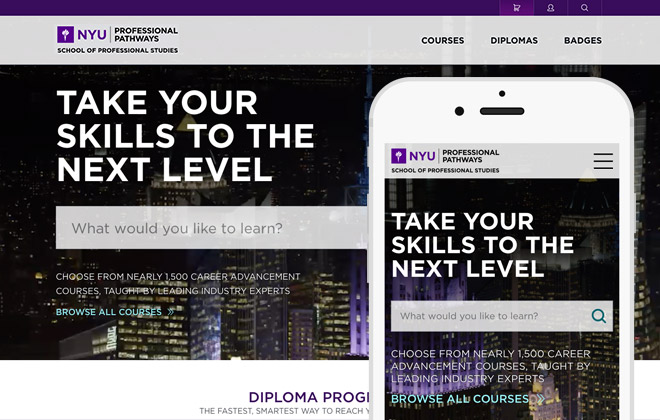 NYU PROFESSIONAL
PATHWAYS
SCHOOL OF PROFESSIONAL STUDIES
COURSES DIPLOMAS BADGES
TAKE YOUR
SKILLS TO THE
NEXT LEVEL
What would you like to learn?
CHOOSE FROM NEARLY 1,500 CAREER ADVANCEMENT
COURSES, TAUGHT BY LEADING INDUSTRY EXPERTS
BROWSE ALL COURSES »
DIPLOMA PROG
THE FASTEST, SMARTEST WAY TO REACH Y
NYU PROFESSIONAL
PATHWAYS
SCHOOL OF PROFESSIONAL STUDIES
TAKE YOUR
SKILLS TO THE
NEXT LEVEL
What would you like to learn?
CHOOSE FROM NEARLY 1,500 CAREER
ADVANCEMENT COURSES, TAUGHT BY
LEADING INDUSTRY EXPERTS
BROWSE ALL COURSES »